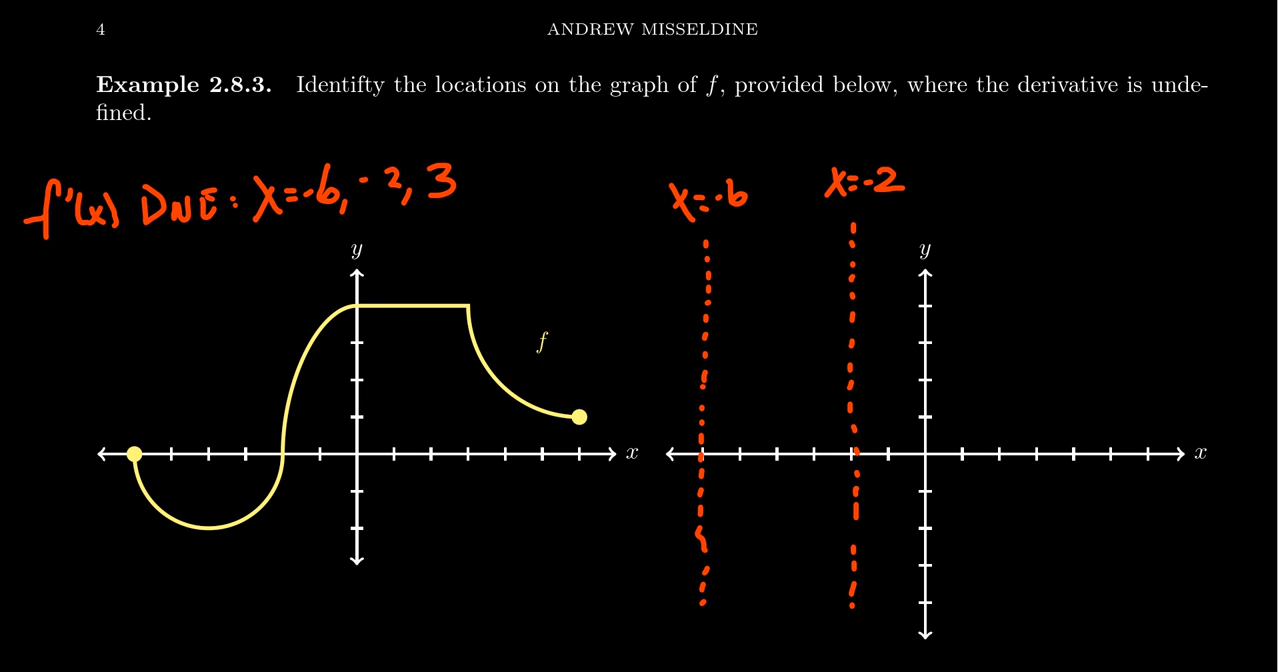 4 ANDREW MISSELDINE
Example 2.8.3. Identifty the locations on the graph of f, provided below, where the derivative is unde-
fined.
f'(x) DNE: x=-6, -2, 3
x=-6
x=-2
y
y
f
x
x